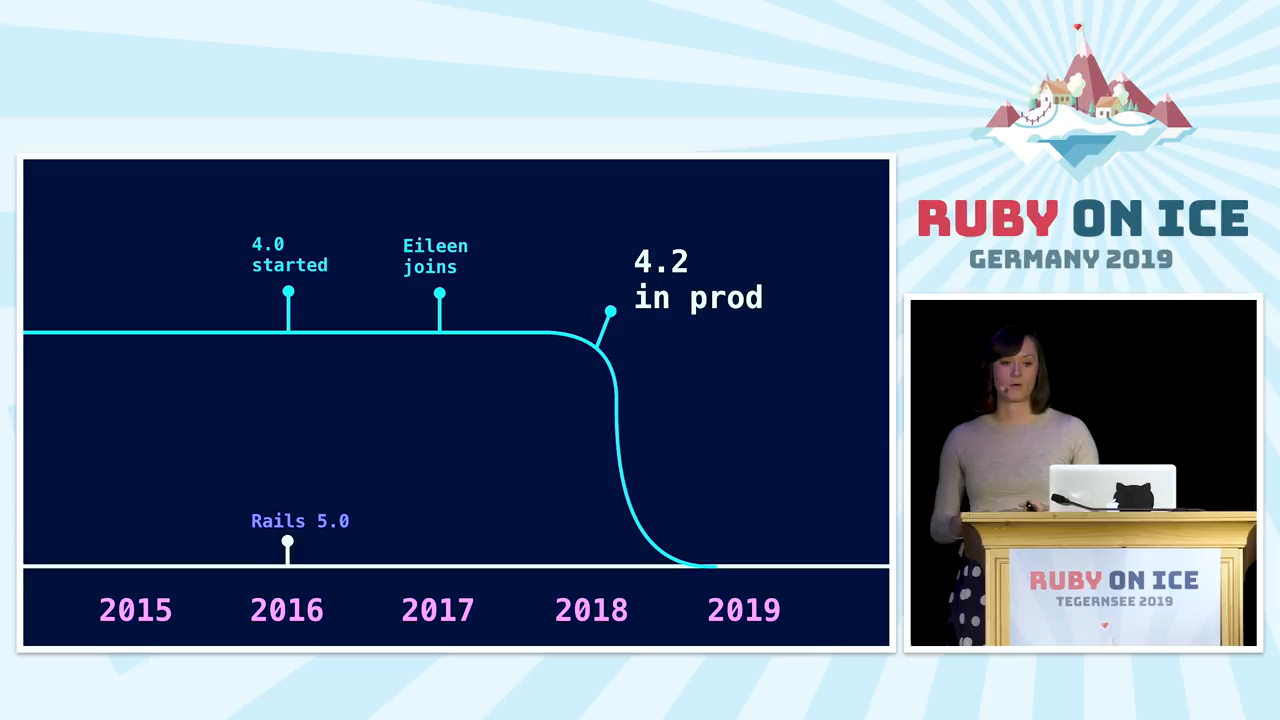 RUBY ON ICE
GERMANY 2019
4.0
started
Eileen
joins
4.2
in prod
Rails 5.0
2015 2016 2017 2018 2019
RUBY ON ICE
TEGERNSEE 2019